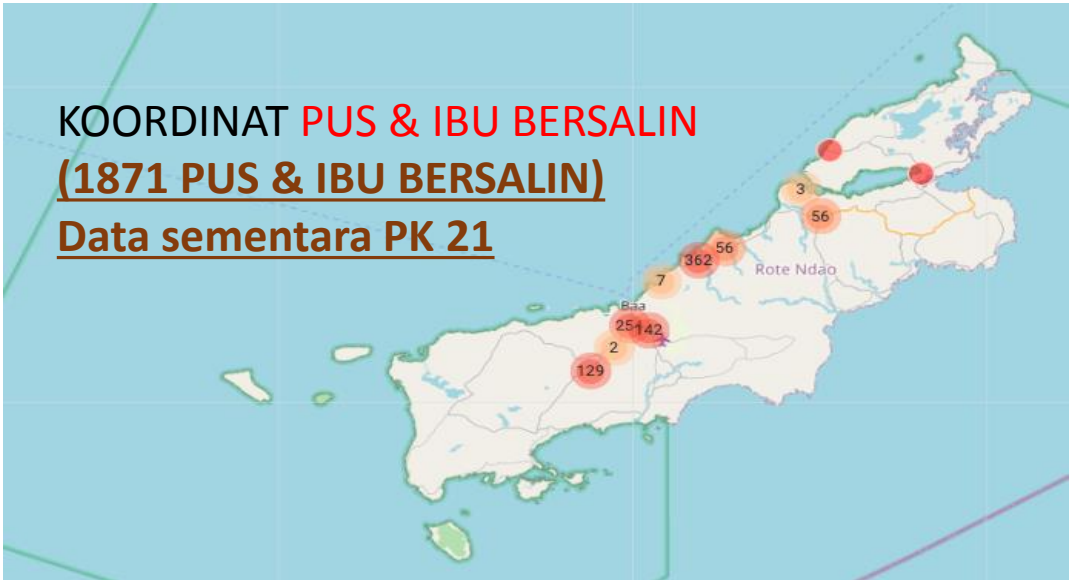 KOORDINAT PUS & IBU BERSALIN
(1871 PUS & IBU BERSALIN)
Data sementara PK 21
3
56
56
362
Rote Ndao
7
Baa
142
2
129